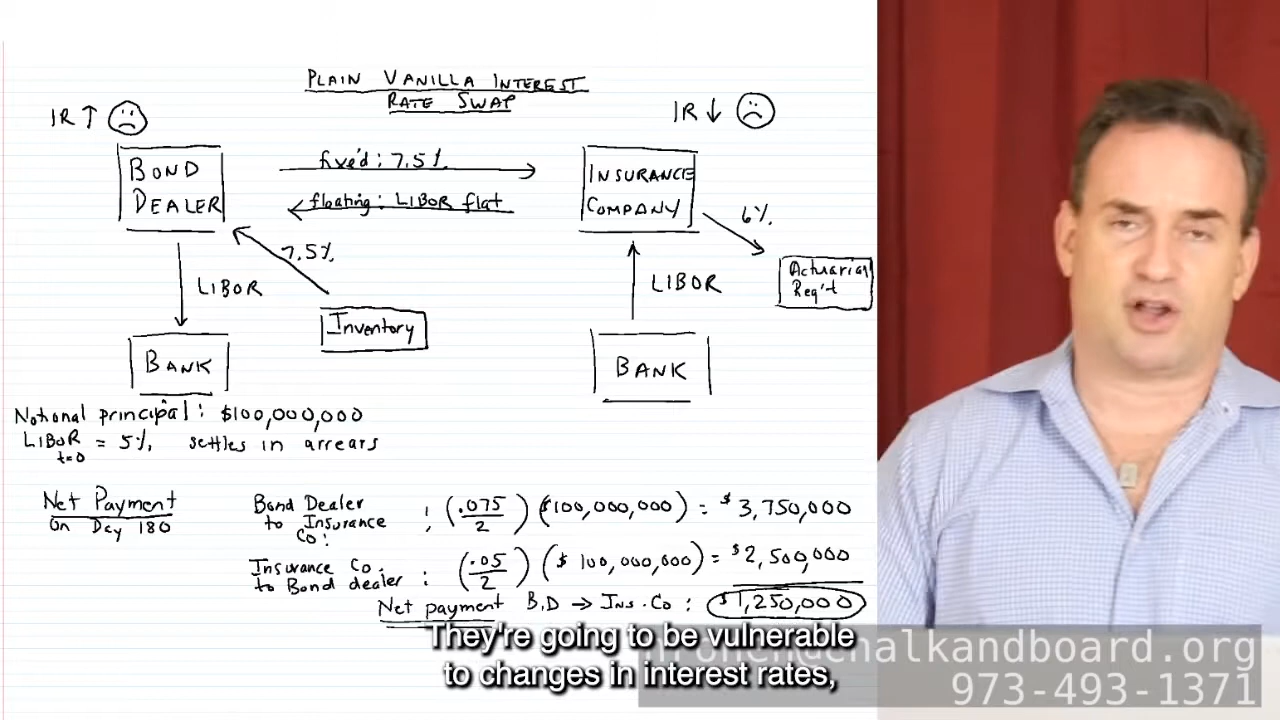 PLAIN VANILLA INTEREST
RATE SWAP
IR ↑
IR ↓
BOND
DEALER
fixed: 7.5%
floating: LIBOR flat
INSURANCE
COMPANY
6%
Actuarial
Req't
7.5%
LIBOR
LIBOR
Inventory
BANK
BANK
Notional principal: $100,000,000
LIBOR t=0 = 5% settles in arrears
Net Payment
On Day 180
Bond Dealer
to Insurance
Co:
: (.075/2) ($100,000,000) = $3,750,000
Insurance Co.
to Bond dealer : (.05/2) ($ 100,000,000) = $2,500,000
Net payment B.D → Ins. Co: $1,250,000
They're going to be vulnerable
to changes in interest rates,
chalkandboard.org
973-493-1371